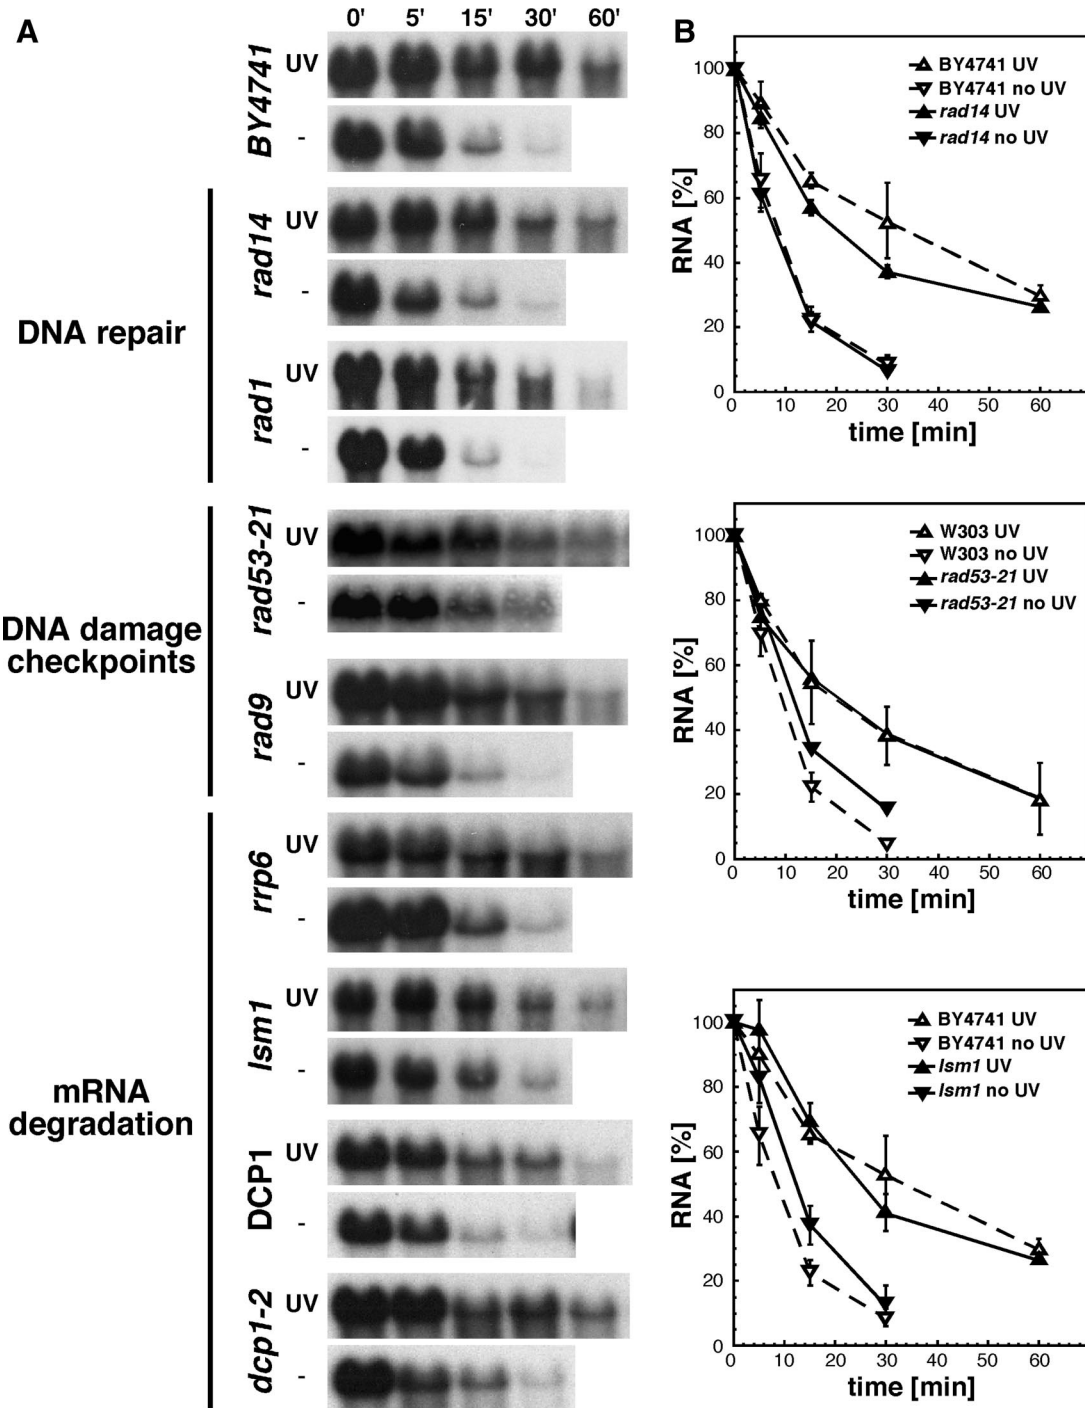 A
0' 5' 15' 30' 60'
BY4741
UV
-
DNA repair
rad14
UV
-
rad1
UV
-
DNA damage
checkpoints
rad53-21
UV
-
rad9
UV
-
mRNA
degradation
rrp6
UV
-
lsm1
UV
-
DCP1
UV
-
dcp1-2
UV
-
B
BY4741 UV
BY4741 no UV
rad14 UV
rad14 no UV
RNA [%]
100
80
60
40
20
0
0 10 20 30 40 50 60
time [min]
W303 UV
W303 no UV
rad53-21 UV
rad53-21 no UV
RNA [%]
100
80
60
40
20
0
0 10 20 30 40 50 60
time [min]
BY4741 UV
BY4741 no UV
lsm1 UV
lsm1 no UV
RNA [%]
100
80
60
40
20
0
0 10 20 30 40 50 60
time [min]